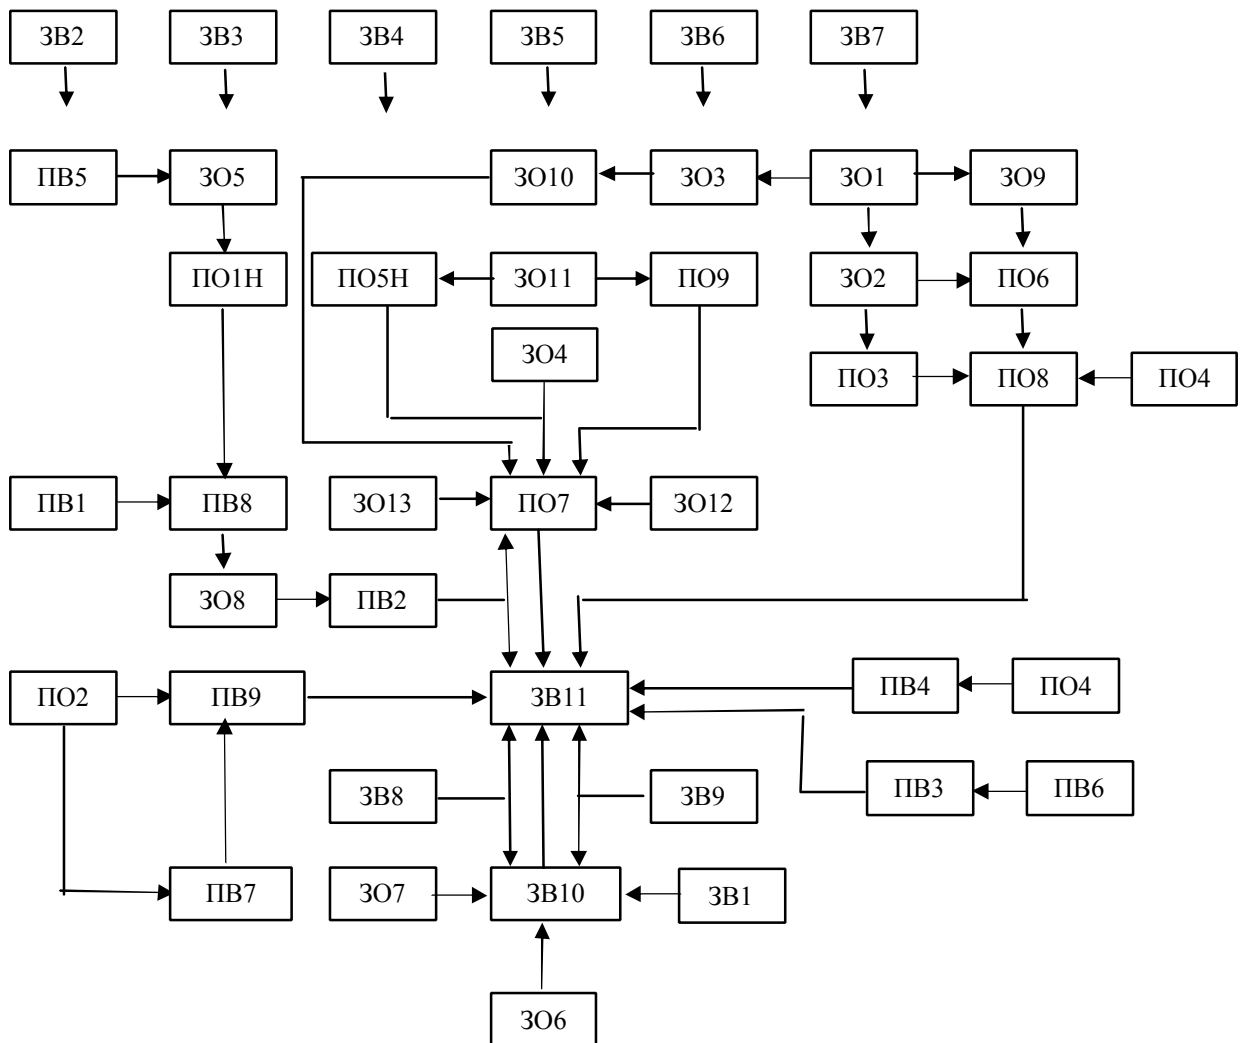 ЗВ2 ЗВ3 ЗВ4 ЗВ5 ЗВ6 ЗВ7
ПВ5 ЗО5 ЗО10 ЗО3 ЗО1 ЗО9
ПО1Н ПО5Н ЗО11 ПО9 ЗО2 ПО6
ЗО4 ПО3 ПО8 ПО4
ПВ1 ПВ8 ЗО13 ПО7 ЗО12
ЗО8 ПВ2
ПО2 ПВ9 ЗВ11 ПВ4 ПО4
ЗВ8 ЗВ9 ПВ3 ПВ6
ПВ7 ЗО7 ЗВ10 ЗВ1
ЗО6